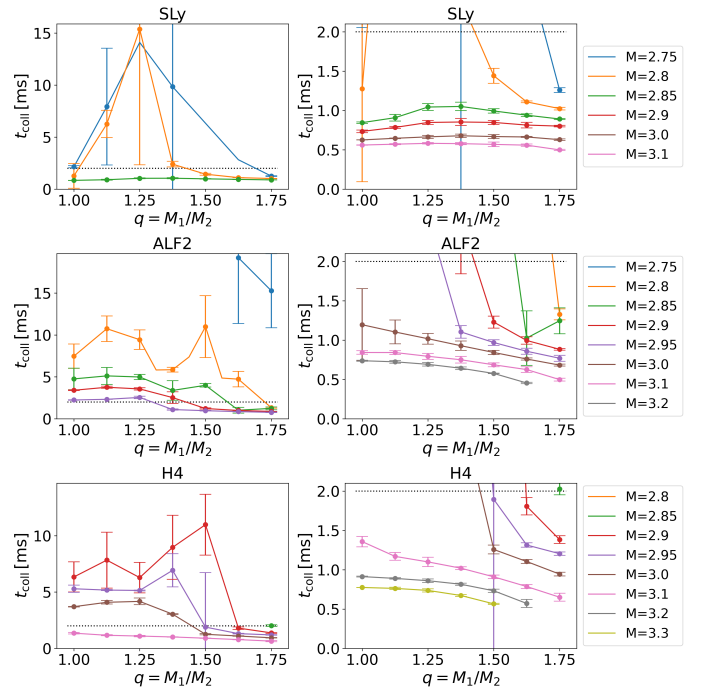 SLy
SLy
15
10
5
0
t_coll [ms]
1.00 1.25 1.50 1.75
q = M₁/M₂
2.0
1.5
1.0
0.5
0.0
t_coll [ms]
1.00 1.25 1.50 1.75
q = M₁/M₂
M=2.75
M=2.8
M=2.85
M=2.9
M=3.0
M=3.1
ALF2
ALF2
15
10
5
0
t_coll [ms]
1.00 1.25 1.50 1.75
q = M₁/M₂
2.0
1.5
1.0
0.5
0.0
t_coll [ms]
1.00 1.25 1.50 1.75
q = M₁/M₂
M=2.75
M=2.8
M=2.85
M=2.9
M=2.95
M=3.0
M=3.1
M=3.2
H4
H4
10
5
0
t_coll [ms]
1.00 1.25 1.50 1.75
q = M₁/M₂
2.0
1.5
1.0
0.5
0.0
t_coll [ms]
1.00 1.25 1.50 1.75
q = M₁/M₂
M=2.8
M=2.85
M=2.9
M=2.95
M=3.0
M=3.1
M=3.2
M=3.3